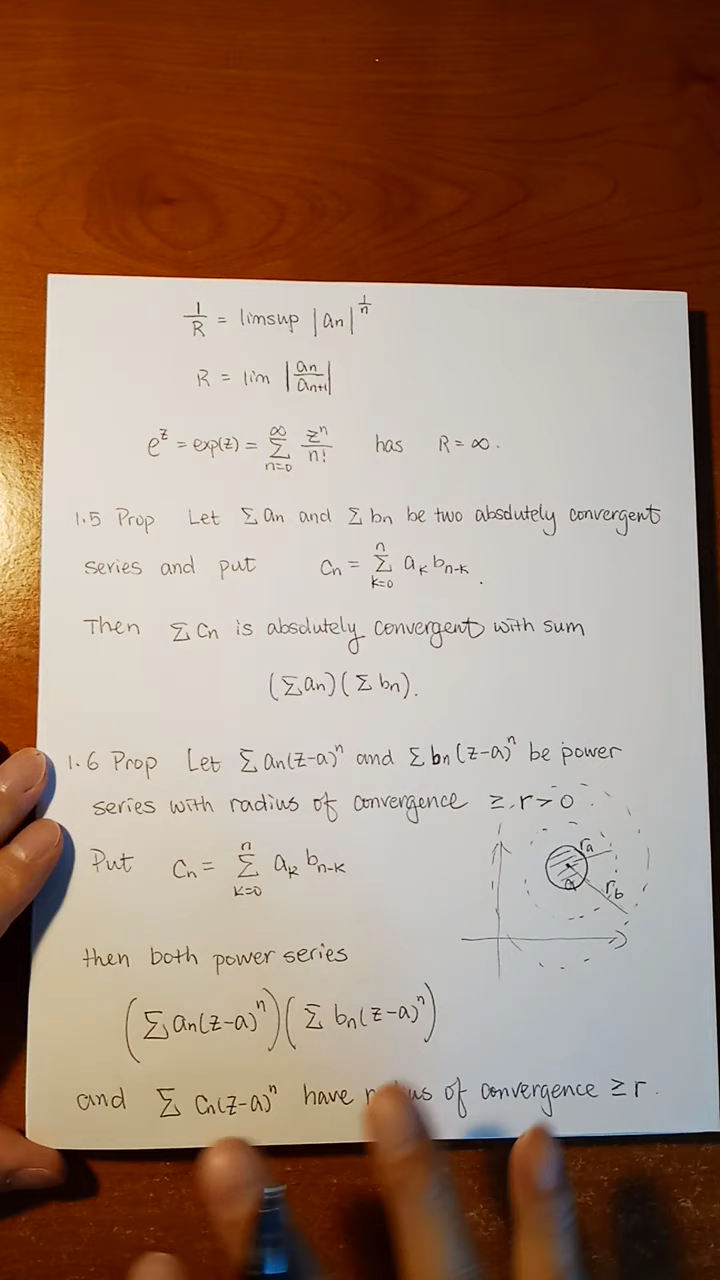 1/R = limsup |an|^(1/n)
R = lim |an/an+1|
e^z = exp(z) = ∑_{n=0}^{∞} z^n/n! has R = ∞.
1.5 Prop Let ∑an and ∑bn be two absolutely convergent
series and put Cn = ∑_{k=0}^{n} ak bn-k.
Then ∑Cn is absolutely convergent with sum
(∑an)(∑bn).
1.6 Prop Let ∑an(z-a)^n and ∑bn(z-a)^n be power
series with radius of convergence ≥ r > 0.
Put Cn = ∑_{k=0}^{n} ak bn-k
ra
a
rb
then both power series
(∑an(z-a)^n)(∑bn(z-a)^n)
and ∑Cn(z-a)^n have radius of convergence ≥ r.